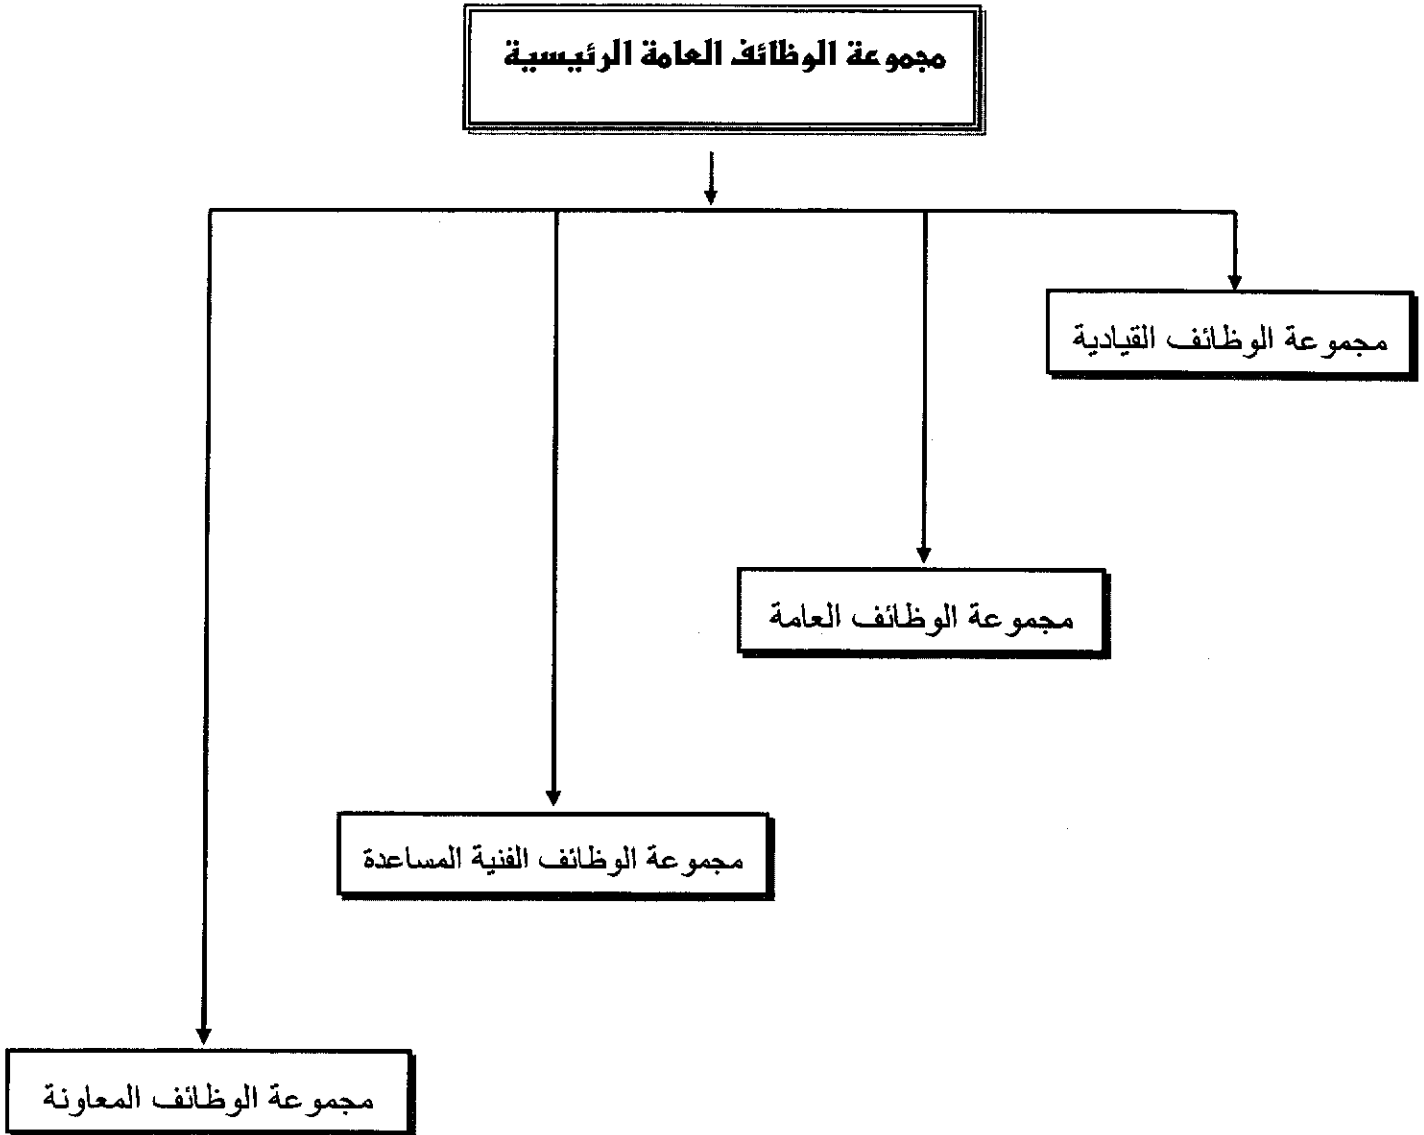 مجموعة الوظائف العامة الرئيسية
مجموعة الوظائف القيادية
مجموعة الوظائف العامة
مجموعة الوظائف الفنية المساعدة
مجموعة الوظائف المعاونة